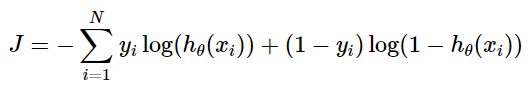 J = -\sum_{i=1}^{N} y_i \log(h_\theta(x_i)) + (1 - y_i) \log(1 - h_\theta(x_i))